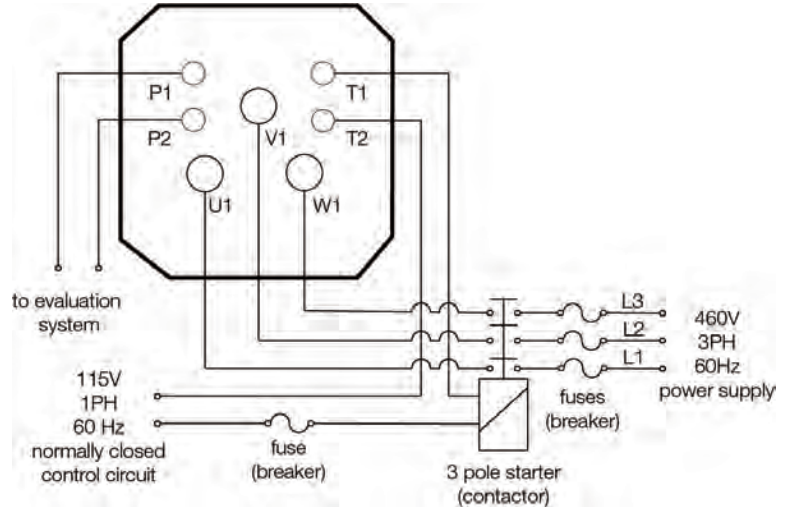 P1
T1
P2
V1
T2
U1
W1
to evaluation
system
L3
L2
L1
460V
3PH
60Hz
power supply
fuses
(breaker)
115V
1PH
60 Hz
normally closed
control circuit
fuse
(breaker)
3 pole starter
(contactor)